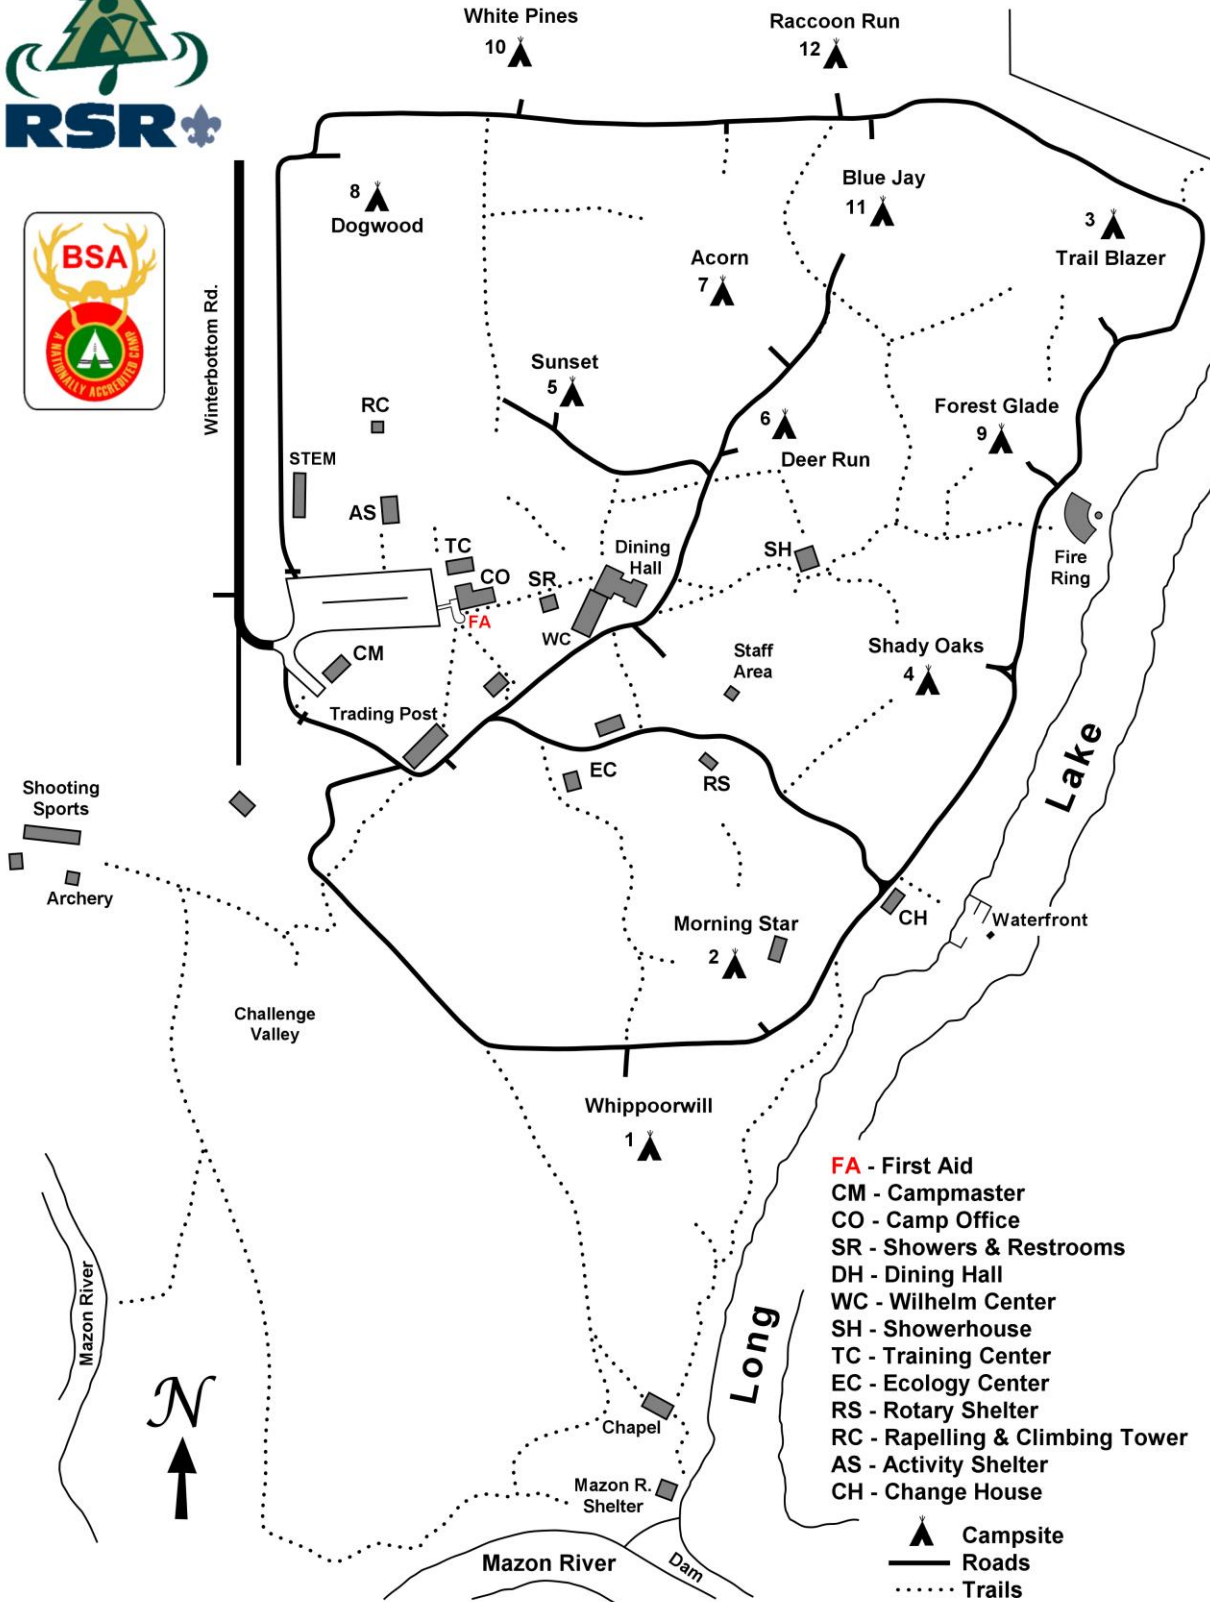 White Pines
10
Raccoon Run
12
RSR
BSA
A NATIONALLY ACCREDITED CAMP
Winterbottom Rd.
8
Dogwood
Blue Jay
11
3
Trail Blazer
Acorn
7
Sunset
5
RC
6
Deer Run
Forest Glade
9
STEM
AS
TC
CO
SR
Dining
Hall
SH
Fire
Ring
FA
WC
CM
Staff
Area
Shady Oaks
4
Trading Post
EC
RS
Lake
Shooting
Sports
Archery
CH
Waterfront
Morning Star
2
Challenge
Valley
Whippoorwill
1
Mazon River
N
Long
Chapel
Mazon R.
Shelter
Mazon River
Dam
FA - First Aid
CM - Campmaster
CO - Camp Office
SR - Showers & Restrooms
DH - Dining Hall
WC - Wilhelm Center
SH - Showerhouse
TC - Training Center
EC - Ecology Center
RS - Rotary Shelter
RC - Rapelling & Climbing Tower
AS - Activity Shelter
CH - Change House
Campsite
Roads
Trails